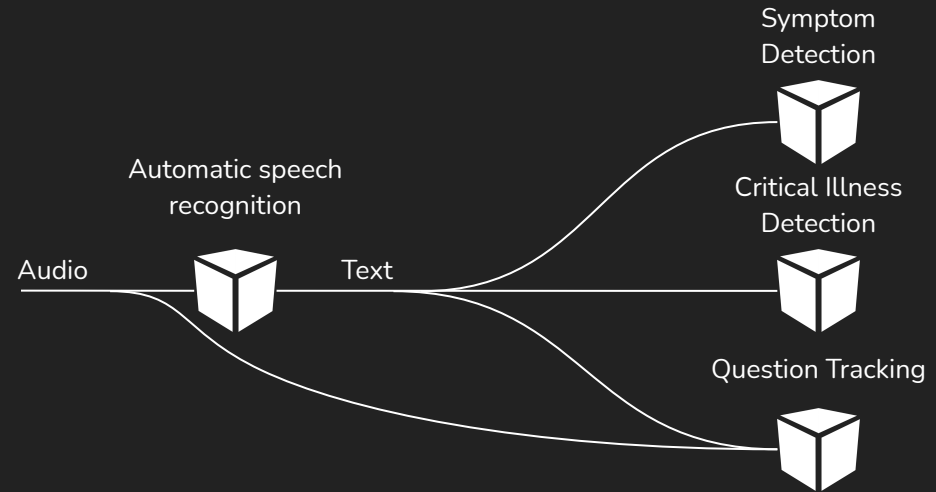 Symptom
Detection
Automatic speech
recognition
Critical Illness
Detection
Audio
Text
Question Tracking